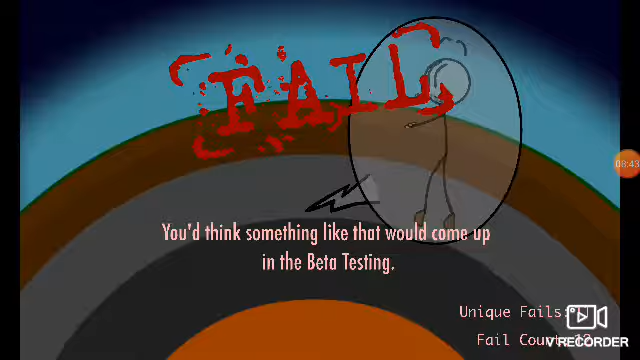 FAIL
08:43
You'd think something like that would come up
in the Beta Testing.
Unique Fails:
Fail Count:
V RECORDER